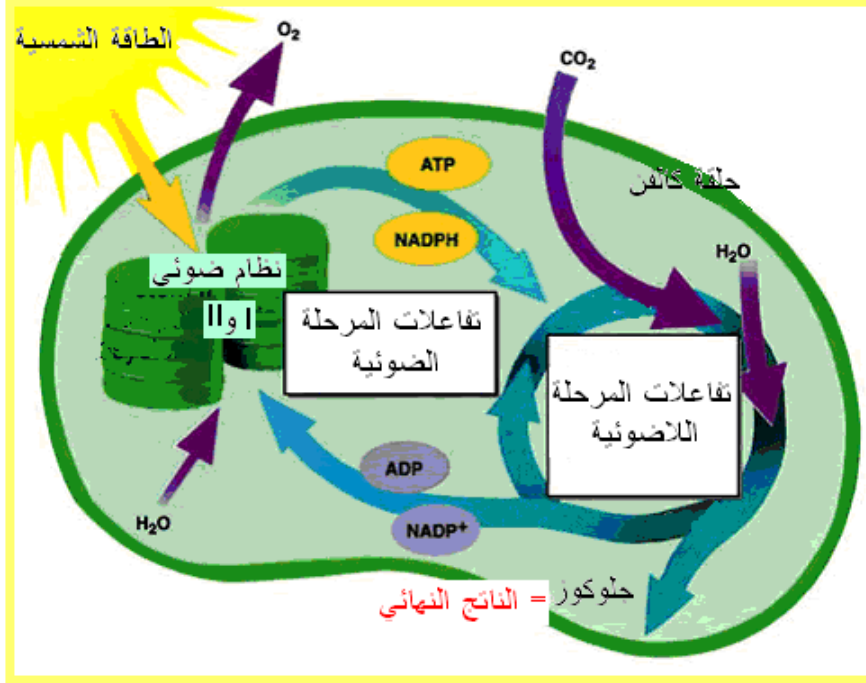 الطاقة الشمسية
O₂
CO₂
ATP
حلقة كالفن
NADPH
H₂O
نظام ضوئي
I وII
تفاعلات المرحلة
الضوئية
تفاعلات المرحلة
اللاضوئية
ADP
H₂O
NADP⁺
جلوكوز = الناتج النهائي